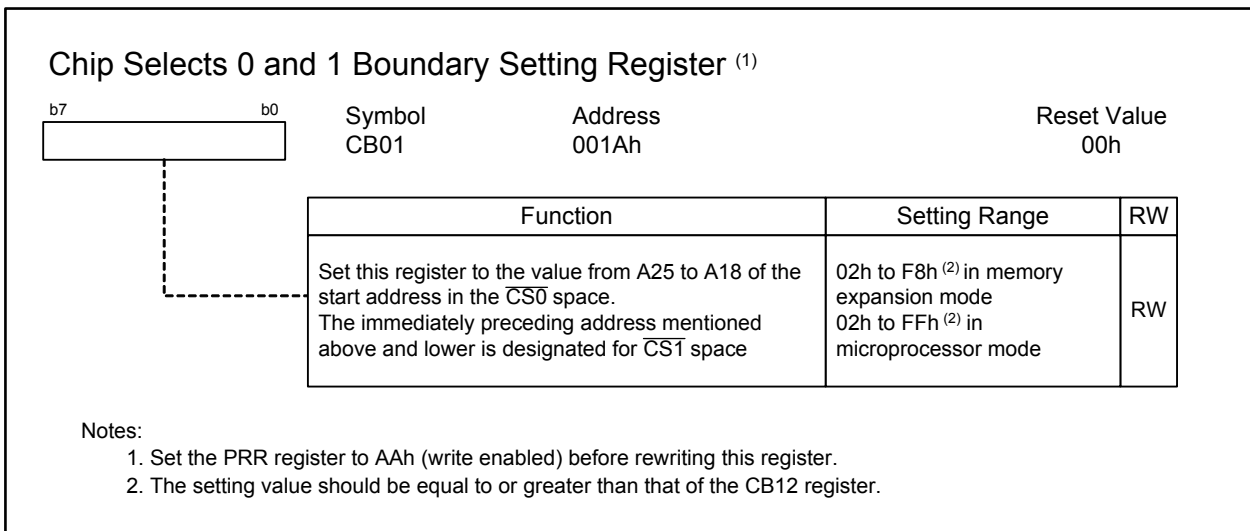 Chip Selects 0 and 1 Boundary Setting Register (1)
b7 b0
Symbol Address Reset Value
CB01 001Ah 00h
Function Setting Range RW
Set this register to the value from A25 to A18 of the
start address in the CS0 space.
The immediately preceding address mentioned
above and lower is designated for CS1 space
02h to F8h (2) in memory
expansion mode
02h to FFh (2) in
microprocessor mode
RW
Notes:
1. Set the PRR register to AAh (write enabled) before rewriting this register.
2. The setting value should be equal to or greater than that of the CB12 register.